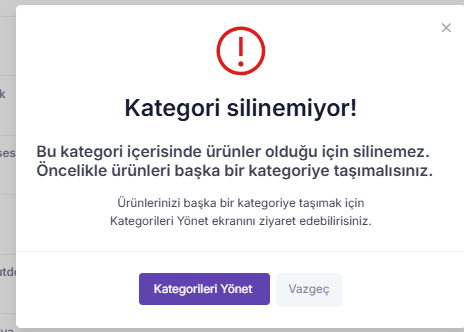 Kategori silinemiyor!
Bu kategori içerisinde ürünler olduğu için silinemez.
Öncelikle ürünleri başka bir kategoriye taşımalısınız.
Ürünlerinizi başka bir kategoriye taşımak için
Kategorileri Yönet ekranını ziyaret edebilirisiniz.
Kategorileri Yönet
Vazgeç